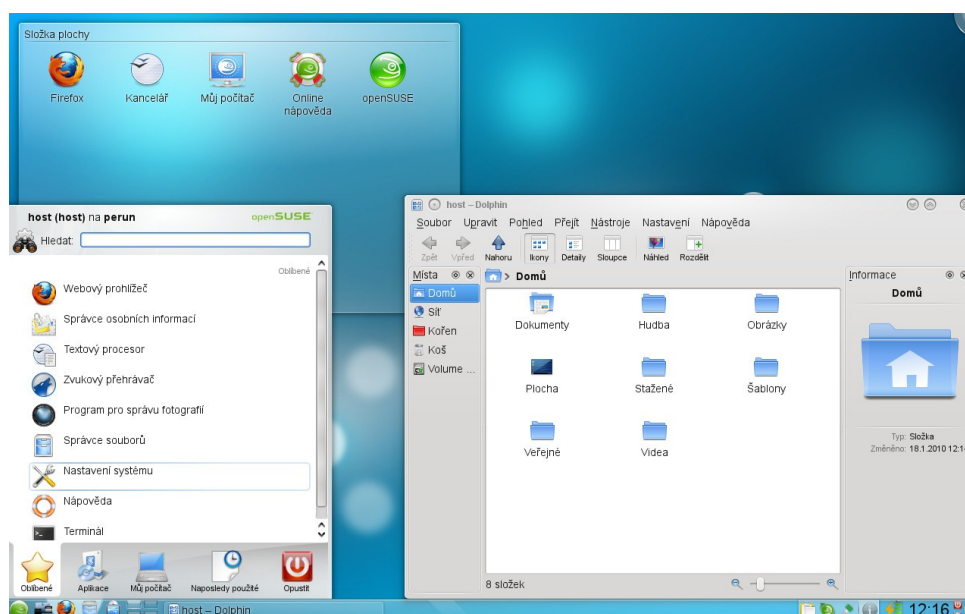 Složka plochy
Firefox
Kancelář
Můj počítač
Online
nápověda
openSUSE
host (host) na perun
openSUSE
Hledat:
Oblíbené
Webový prohlížeč
Správce osobních informací
Textový procesor
Zvukový přehrávač
Program pro správu fotografií
Správce souborů
Nastavení systému
Nápověda
Terminál
Oblíbené
Aplikace
Můj počítač
Naposledy použité
Opustit
host – Dolphin
Soubor Upravit Pohled Přejít Nástroje Nastavení Nápověda
Zpět Vpřed Nahoru Ikony Detaily Sloupce Náhled Rozdělit
Místa
Domů
Síť
Kořen
Koš
Volume ...
> Domů
Dokumenty
Hudba
Obrázky
Plocha
Stažené
Šablony
Veřejné
Videa
8 složek
Informace
Domů
Typ: Složka
Změněno: 18.1.2010 12:1
host – Dolphin
12:16